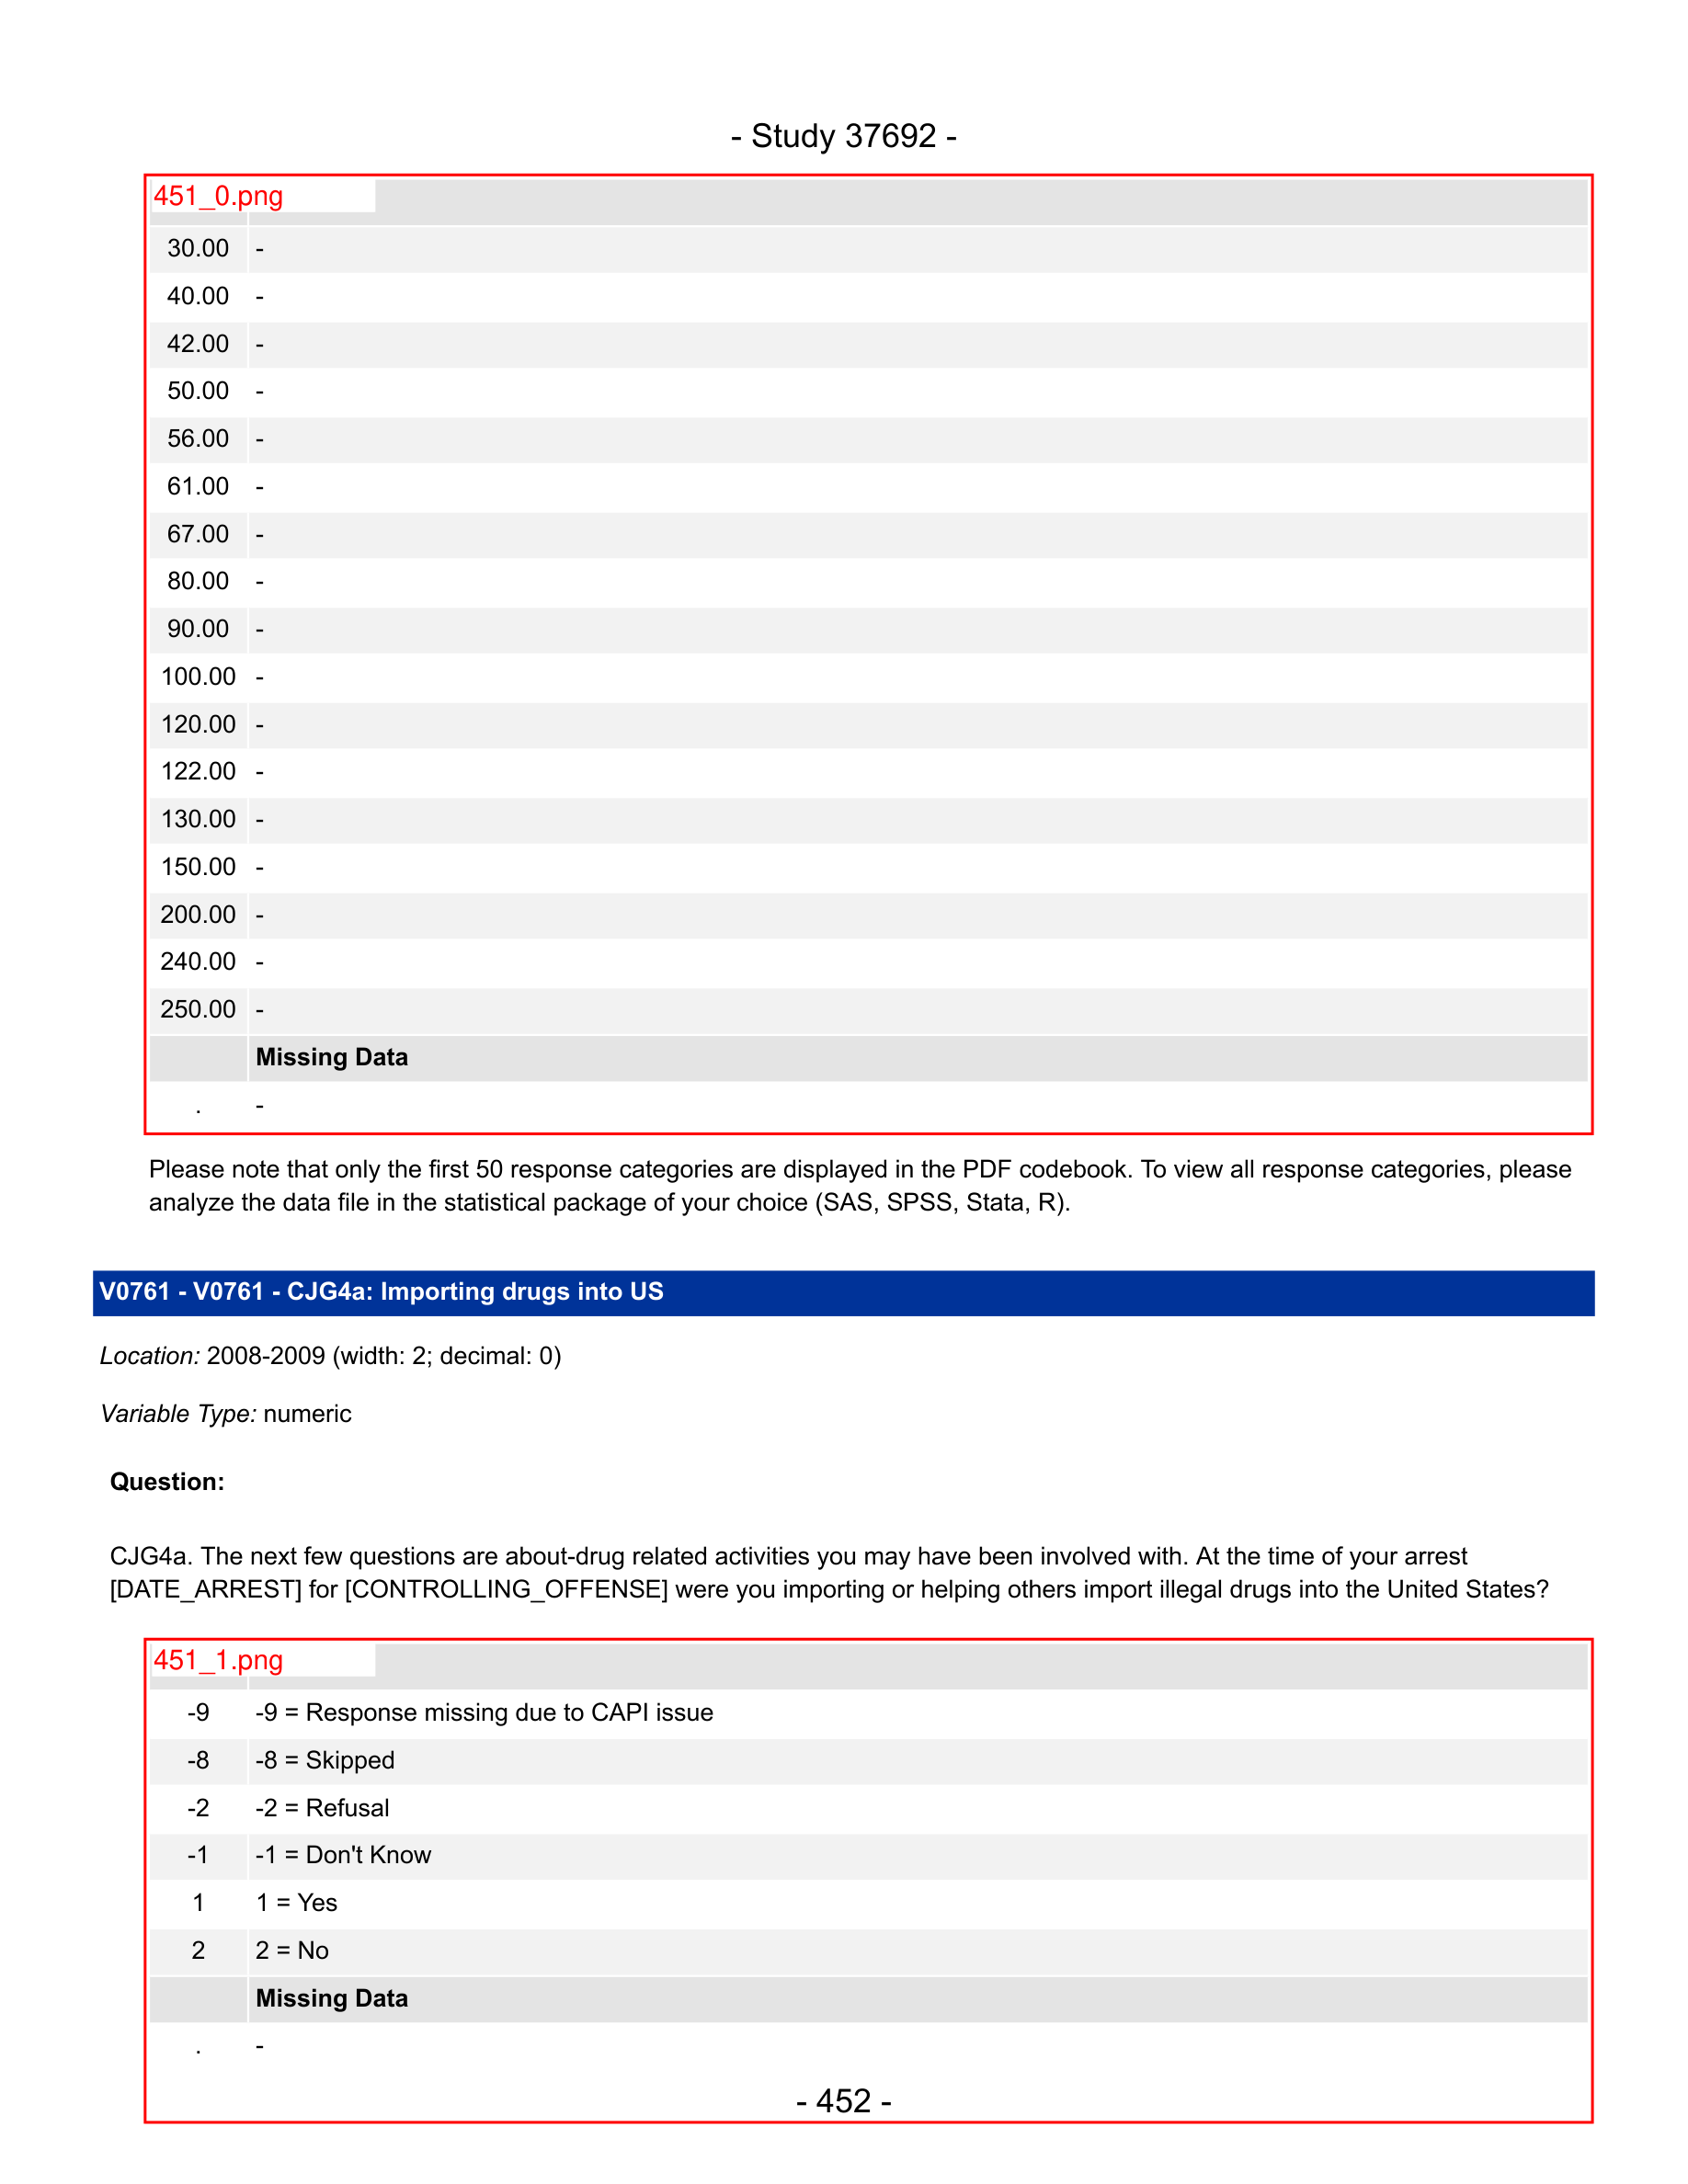 - Study 37692 -
451_0.png
30.00 -
40.00 -
42.00 -
50.00 -
56.00 -
61.00 -
67.00 -
80.00 -
90.00 -
100.00 -
120.00 -
122.00 -
130.00 -
150.00 -
200.00 -
240.00 -
250.00 -
Missing Data
. -
Please note that only the first 50 response categories are displayed in the PDF codebook. To view all response categories, please
analyze the data file in the statistical package of your choice (SAS, SPSS, Stata, R).
V0761 - V0761 - CJG4a: Importing drugs into US
Location: 2008-2009 (width: 2; decimal: 0)
Variable Type: numeric
Question:
CJG4a. The next few questions are about-drug related activities you may have been involved with. At the time of your arrest
[DATE_ARREST] for [CONTROLLING_OFFENSE] were you importing or helping others import illegal drugs into the United States?
451_1.png
-9 -9 = Response missing due to CAPI issue
-8 -8 = Skipped
-2 -2 = Refusal
-1 -1 = Don't Know
1 1 = Yes
2 2 = No
Missing Data
. -
- 452 -